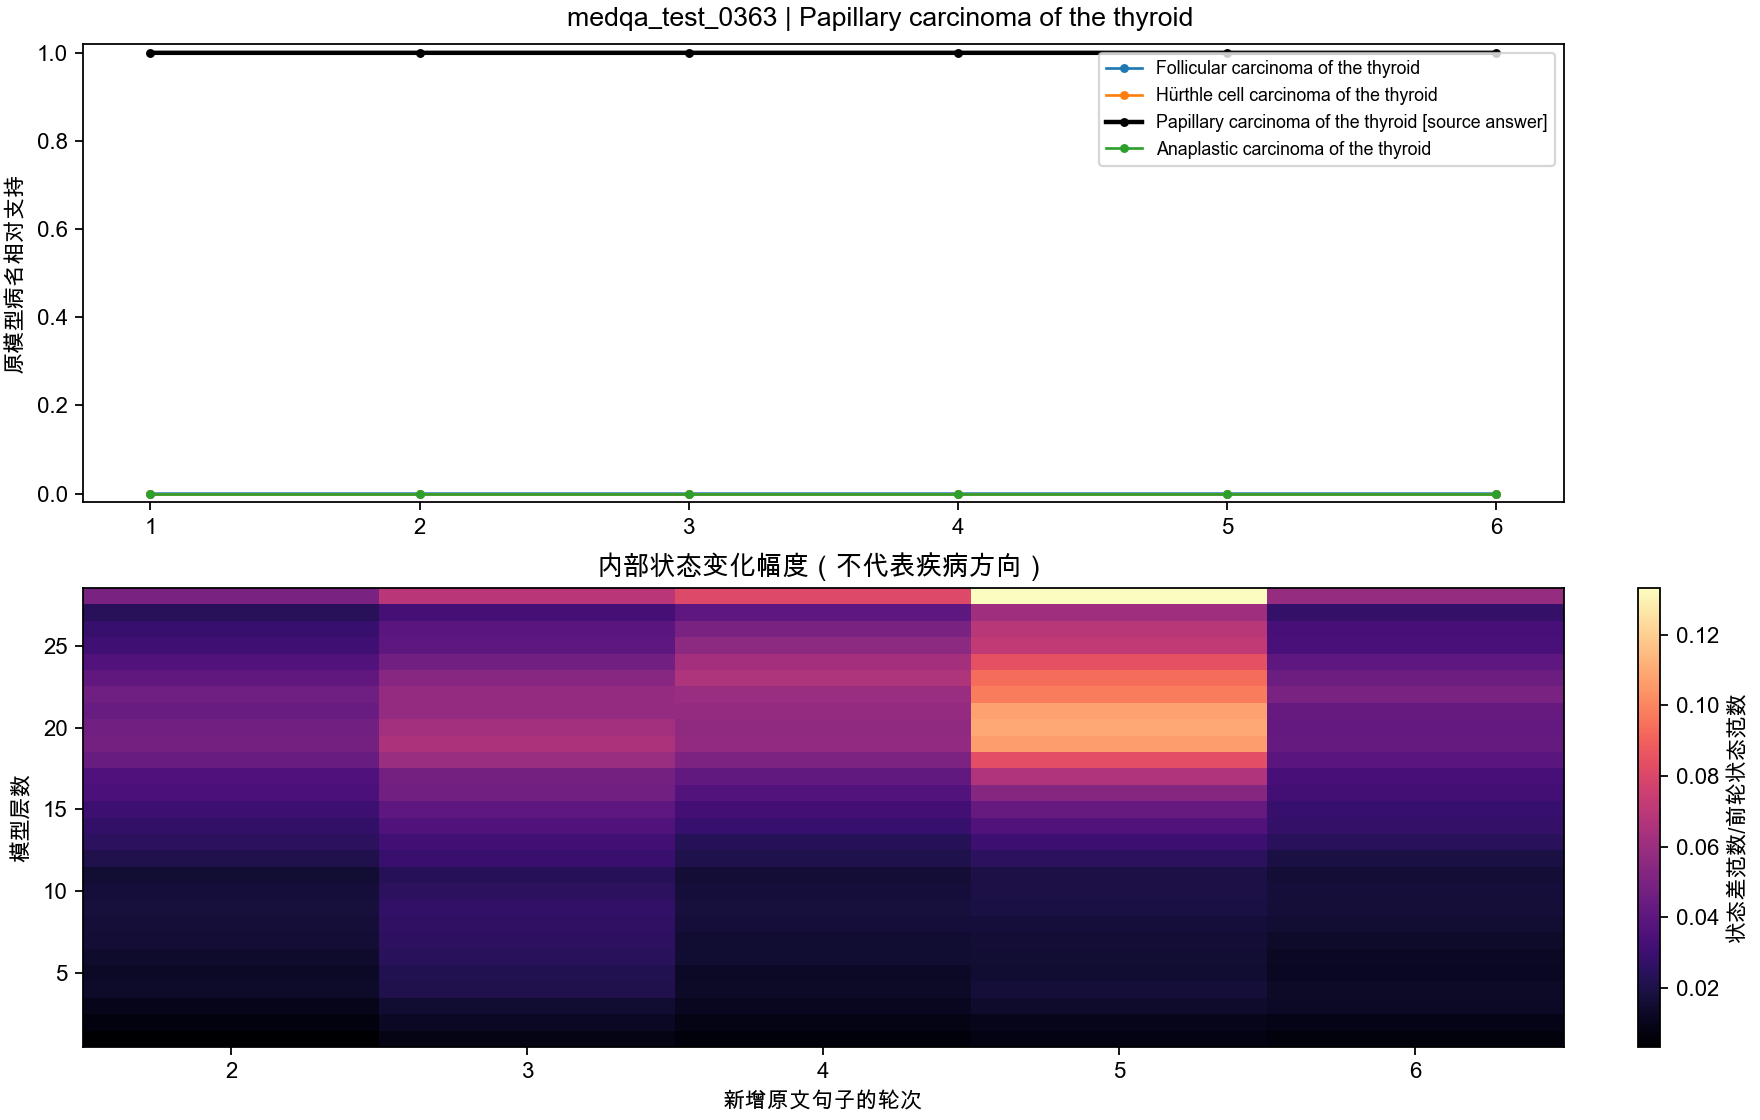 medqa_test_0363 | Papillary carcinoma of the thyroid
原模型病名相对支持
1.0
0.8
0.6
0.4
0.2
0.0
Follicular carcinoma of the thyroid
Hürthle cell carcinoma of the thyroid
Papillary carcinoma of the thyroid [source answer]
Anaplastic carcinoma of the thyroid
1 2 3 4 5 6
内部状态变化幅度（不代表疾病方向）
模型层数
25
20
15
10
5
2 3 4 5 6
新增原文句子的轮次
0.12
0.10
0.08
0.06
0.04
0.02
状态差范数/前轮状态范数